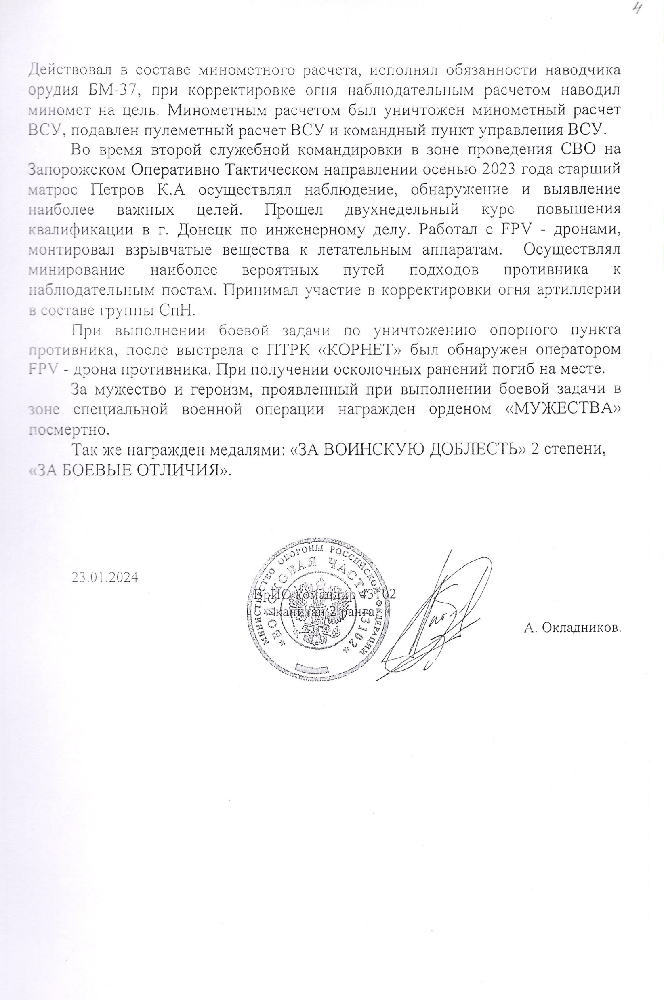 4
Действовал в составе минометного расчета, исполнял обязанности наводчика
орудия БМ-37, при корректировке огня наблюдательным расчетом наводил
миномет на цель. Минометным расчетом был уничтожен минометный расчет
ВСУ, подавлен пулеметный расчет ВСУ и командный пункт управления ВСУ.
Во время второй служебной командировки в зоне проведения СВО на
Запорожском Оперативно Тактическом направлении осенью 2023 года старший
матрос Петров К.А осуществлял наблюдение, обнаружение и выявление
наиболее важных целей. Прошел двухнедельный курс повышения
квалификации в г. Донецк по инженерному делу. Работал с FPV - дронами,
монтировал взрывчатые вещества к летательным аппаратам. Осуществлял
минирование наиболее вероятных путей подходов противника к
наблюдательным постам. Принимал участие в корректировки огня артиллерии
в составе группы СпН.
При выполнении боевой задачи по уничтожению опорного пункта
противника, после выстрела с ПТРК «КОРНЕТ» был обнаружен оператором
FPV - дрона противника. При получении осколочных ранений погиб на месте.
За мужество и героизм, проявленный при выполнении боевой задачи в
зоне специальной военной операции награжден орденом «МУЖЕСТВА»
посмертно.
Так же награжден медалями: «ЗА ВОИНСКУЮ ДОБЛЕСТЬ» 2 степени,
«ЗА БОЕВЫЕ ОТЛИЧИЯ».
23.01.2024
МИНИСТЕРСТВО ОБОРОНЫ РОССИЙСКОЙ ФЕДЕРАЦИИ
ВОЙСКОВАЯ ЧАСТЬ 43102
ВрИО командир 43102
капитан 2 ранга
А. Окладников.